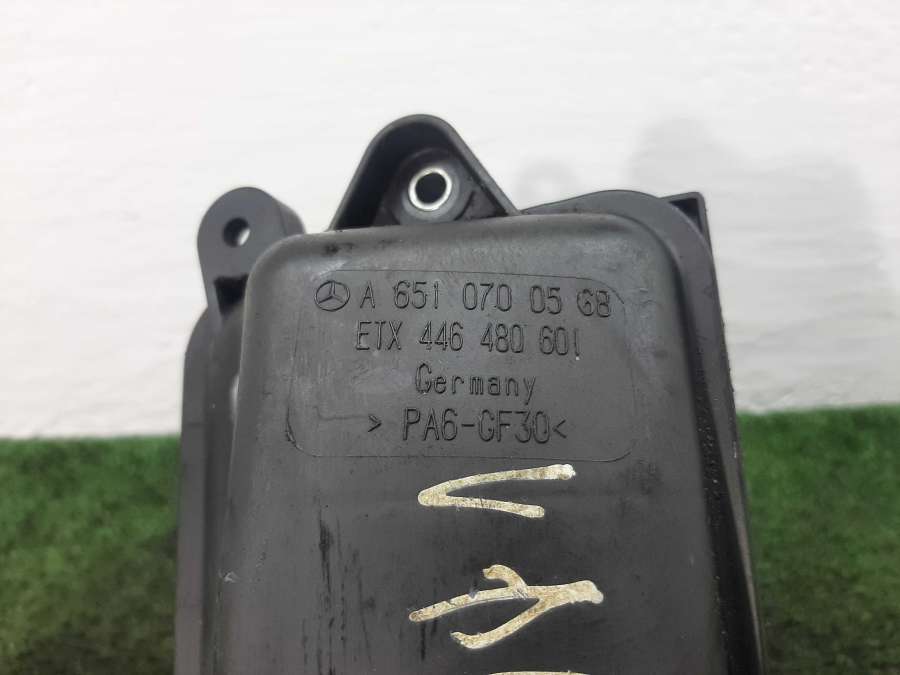 A 651 070 05 68
ETX 446 480 601
Germany
> PA6-GF30 <